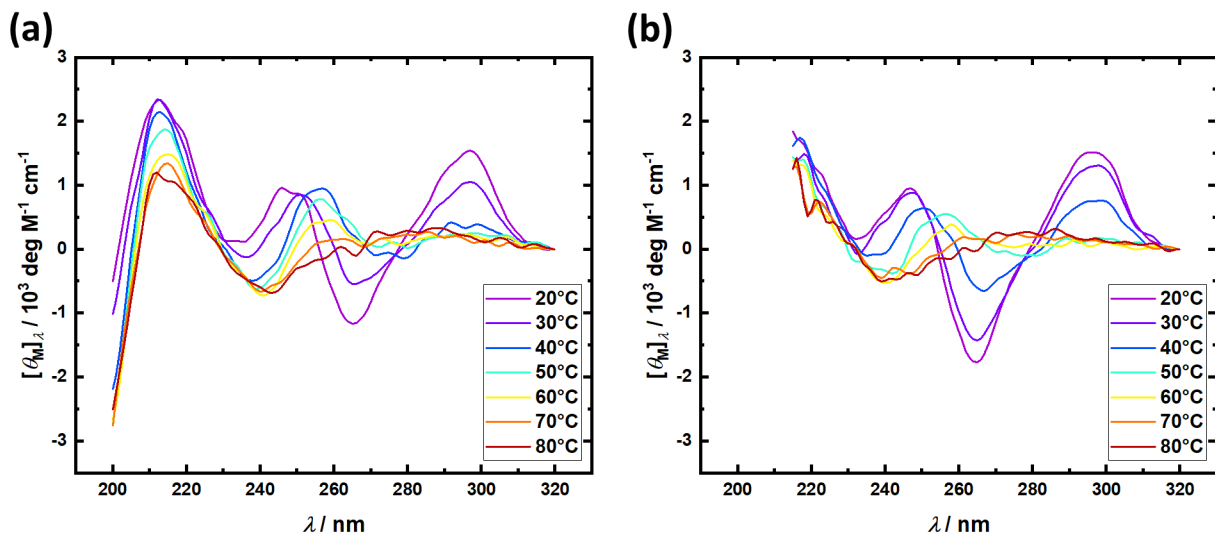 (a)
(b)
3
2
1
0
-1
-2
-3
[θM]λ / 10³ deg M⁻¹ cm⁻¹
200 220 240 260 280 300 320
λ / nm
20°C
30°C
40°C
50°C
60°C
70°C
80°C
3
2
1
0
-1
-2
-3
[θM]λ / 10³ deg M⁻¹ cm⁻¹
200 220 240 260 280 300 320
λ / nm
20°C
30°C
40°C
50°C
60°C
70°C
80°C